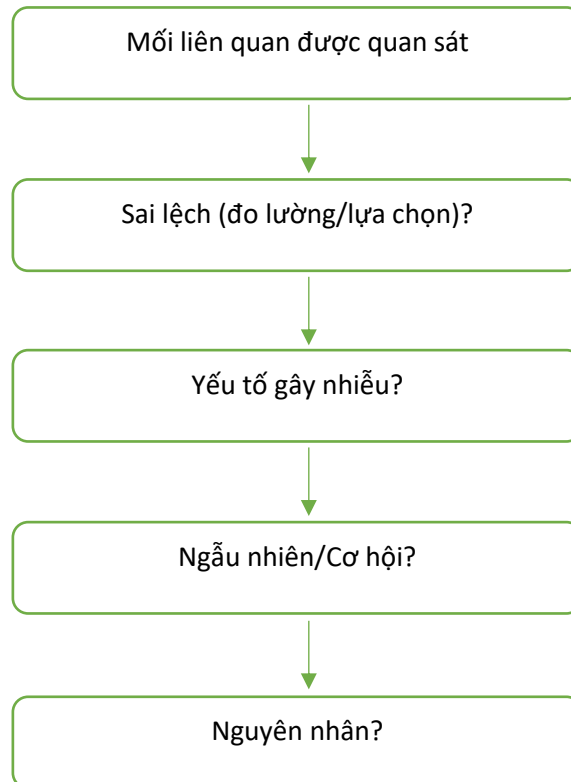 Mối liên quan được quan sát
Sai lệch (đo lường/lựa chọn)?
Yếu tố gây nhiễu?
Ngẫu nhiên/Cơ hội?
Nguyên nhân?